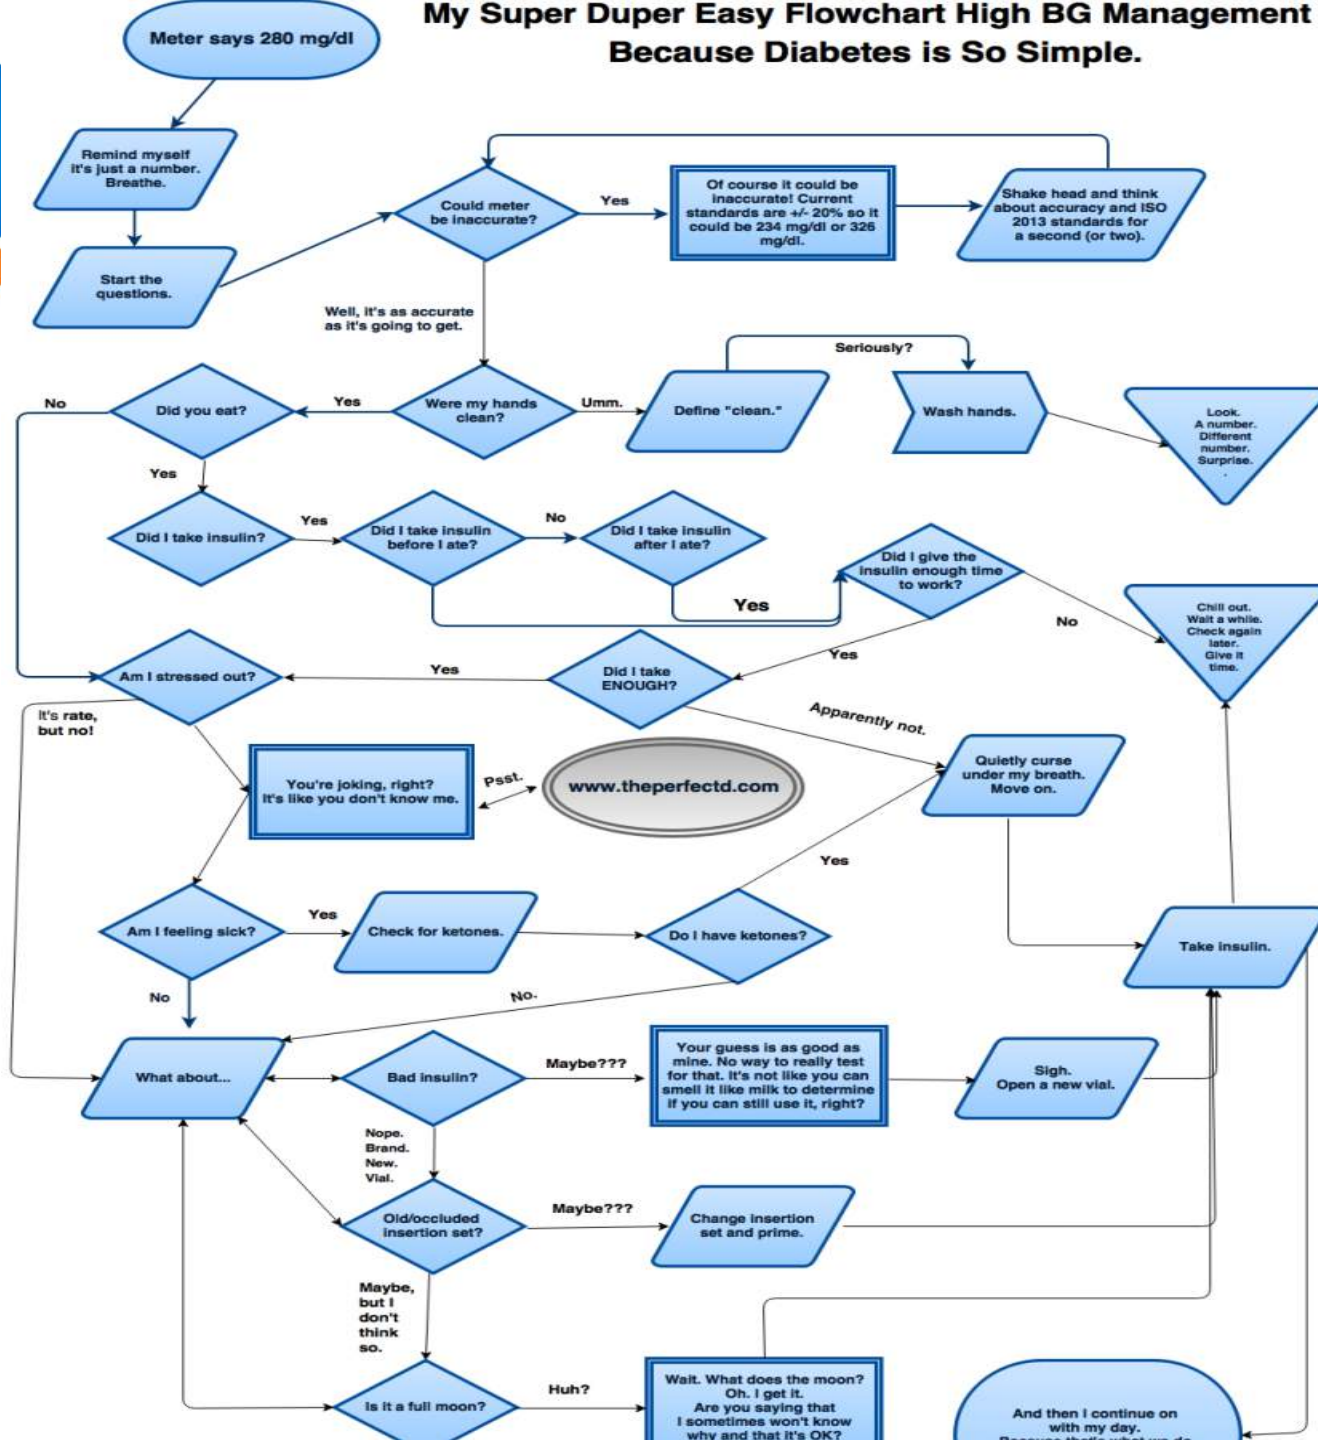 My Super Duper Easy Flowchart High BG Management
Because Diabetes is So Simple.
Meter says 280 mg/dl
Remind myself
it's just a number.
Breathe.
Start the
questions.
Could meter
be inaccurate?
Yes
Of course it could be
inaccurate! Current
standards are +/- 20% so it
could be 234 mg/dl or 326
mg/dl.
Shake head and think
about accuracy and ISO
2013 standards for
a second (or two).
Well, it's as accurate
as it's going to get.
Seriously?
No
Did you eat?
Yes
Were my hands
clean?
Umm.
Define "clean."
Wash hands.
Look.
A number.
Different
number.
Surprise.
.
Yes
Did I take insulin?
Yes
Did I take insulin
before I ate?
No
Did I take insulin
after I ate?
Did I give the
insulin enough time
to work?
Yes
No
Chill out.
Wait a while.
Check again
later.
Give it
time.
Yes
Am I stressed out?
Yes
Did I take
ENOUGH?
It's rate,
but no!
Apparently not.
You're joking, right?
It's like you don't know me.
Psst.
www.theperfectd.com
Quietly curse
under my breath.
Move on.
Yes
Am I feeling sick?
Yes
Check for ketones.
Do I have ketones?
Take insulin.
No
No.
What about...
Bad insulin?
Maybe???
Your guess is as good as
mine. No way to really test
for that. It's not like you can
smell it like milk to determine
if you can still use it, right?
Sigh.
Open a new vial.
Nope.
Brand.
New.
Vial.
Old/occluded
insertion set?
Maybe???
Change insertion
set and prime.
Maybe,
but I
don't
think
so.
Is it a full moon?
Huh?
Wait. What does the moon?
Oh. I get it.
Are you saying that
I sometimes won't know
why and that it's OK?
And then I continue on
with my day.
Because that's what we do